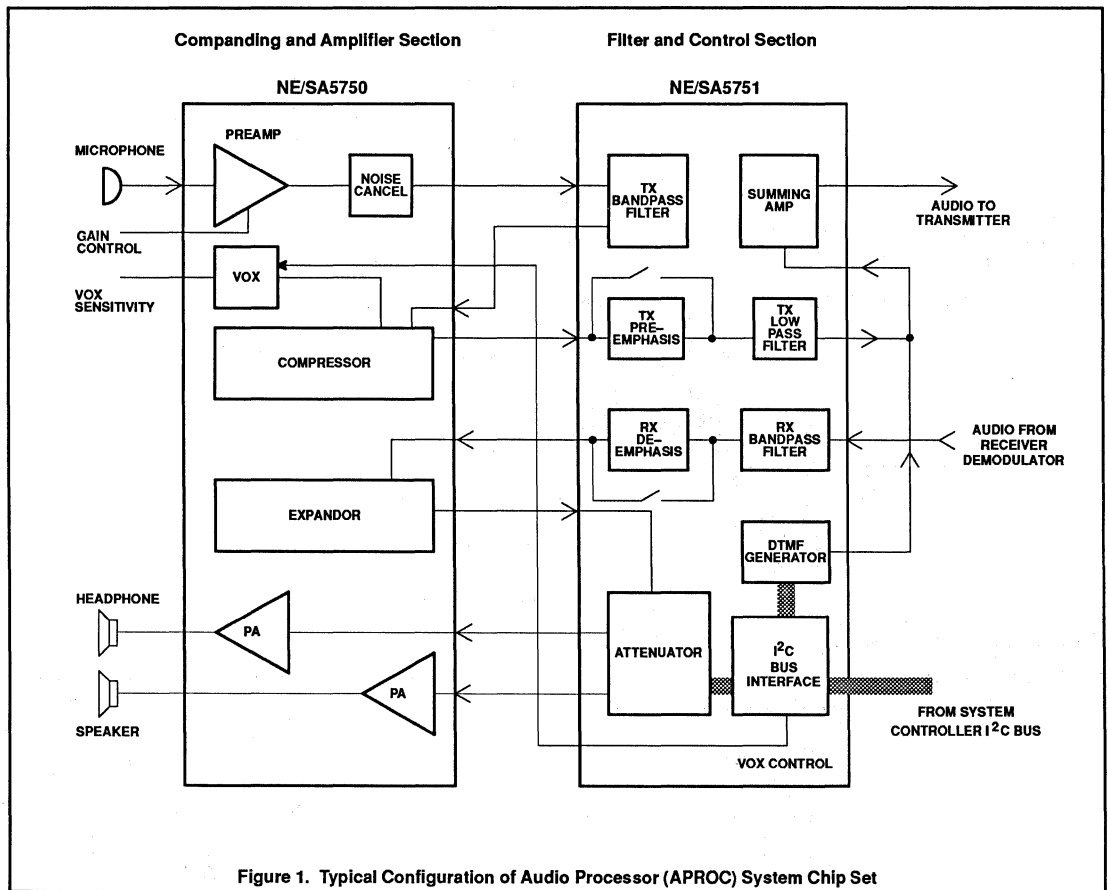 Companding and Amplifier Section
Filter and Control Section
NE/SA5750
NE/SA5751
MICROPHONE
PREAMP
NOISE
CANCEL
TX
BANDPASS
FILTER
SUMMING
AMP
AUDIO TO
TRANSMITTER
GAIN
CONTROL
VOX
VOX
SENSITIVITY
COMPRESSOR
TX
PRE–
EMPHASIS
TX
LOW
PASS
FILTER
RX
DE–
EMPHASIS
RX
BANDPASS
FILTER
AUDIO FROM
RECEIVER
DEMODULATOR
EXPANDOR
DTMF
GENERATOR
HEADPHONE
PA
ATTENUATOR
I²C
BUS
INTERFACE
PA
SPEAKER
FROM SYSTEM
CONTROLLER I²C BUS
VOX CONTROL
Figure 1. Typical Configuration of Audio Processor (APROC) System Chip Set